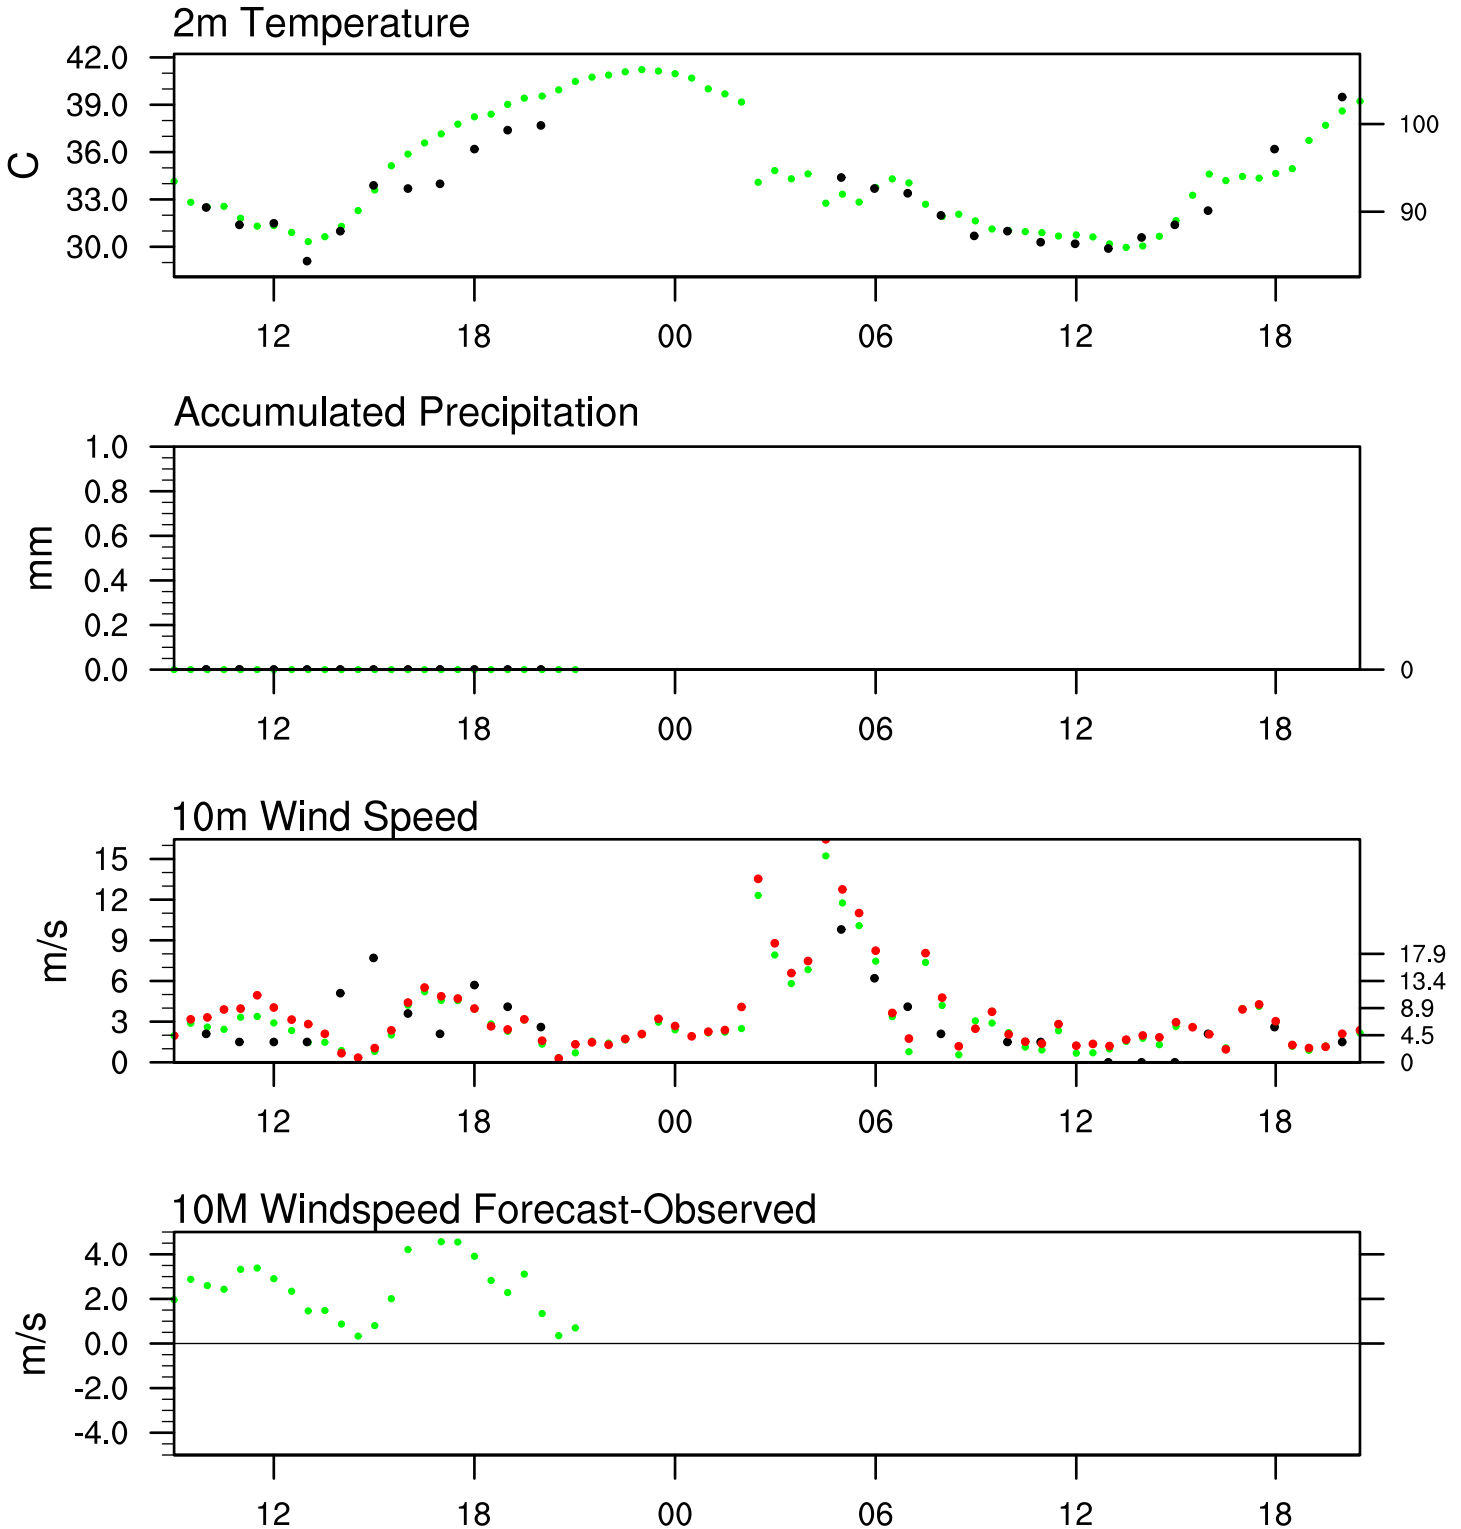 2m Temperature
42.0
39.0
36.0
33.0
30.0
C
100
90
12 18 00 06 12 18
Accumulated Precipitation
1.0
0.8
0.6
0.4
0.2
0.0
mm
0
12 18 00 06 12 18
10m Wind Speed
15
12
9
6
3
0
m/s
17.9
13.4
8.9
4.5
0
12 18 00 06 12 18
10M Windspeed Forecast-Observed
4.0
2.0
0.0
-2.0
-4.0
m/s
12 18 00 06 12 18